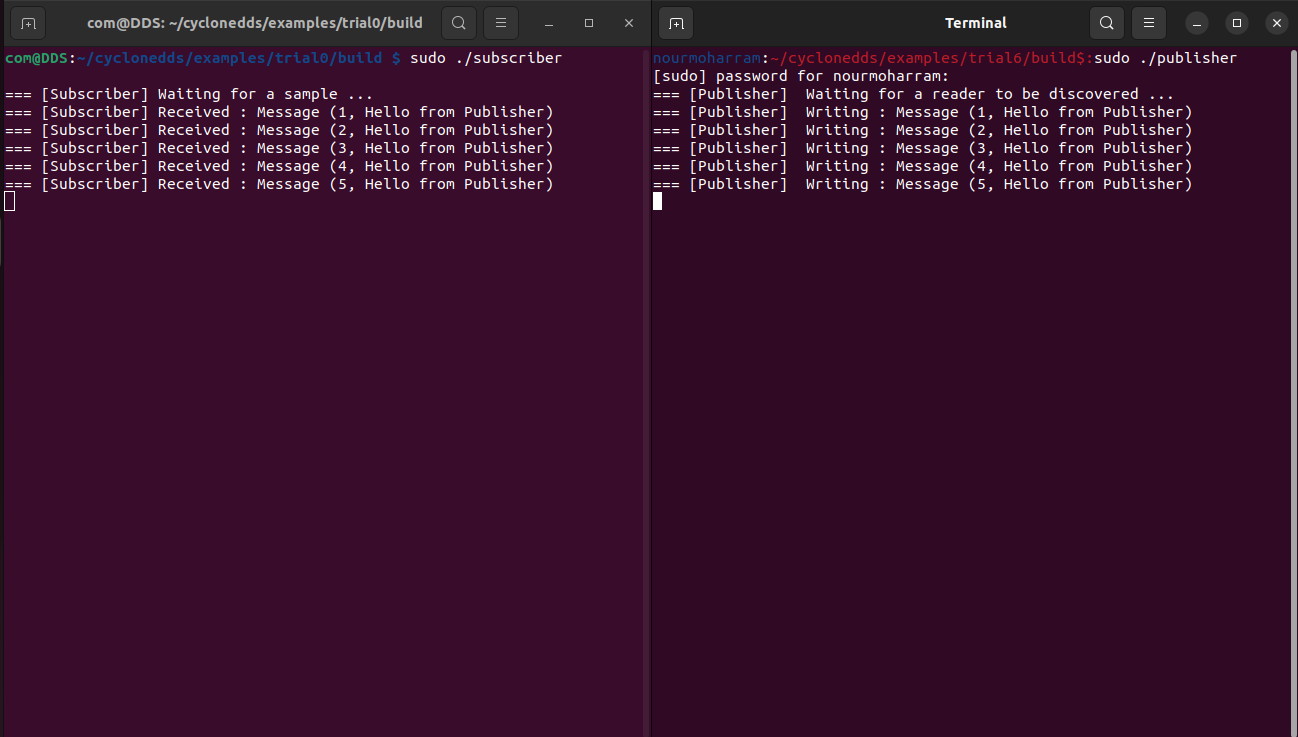 com@DDS: ~/cyclonedds/examples/trial0/build
com@DDS:~/cyclonedds/examples/trial0/build $ sudo ./subscriber
=== [Subscriber] Waiting for a sample ...
=== [Subscriber] Received : Message (1, Hello from Publisher)
=== [Subscriber] Received : Message (2, Hello from Publisher)
=== [Subscriber] Received : Message (3, Hello from Publisher)
=== [Subscriber] Received : Message (4, Hello from Publisher)
=== [Subscriber] Received : Message (5, Hello from Publisher)
Terminal
nourmoharram:~/cyclonedds/examples/trial6/build$:sudo ./publisher
[sudo] password for nourmoharram:
=== [Publisher]  Waiting for a reader to be discovered ...
=== [Publisher]  Writing : Message (1, Hello from Publisher)
=== [Publisher]  Writing : Message (2, Hello from Publisher)
=== [Publisher]  Writing : Message (3, Hello from Publisher)
=== [Publisher]  Writing : Message (4, Hello from Publisher)
=== [Publisher]  Writing : Message (5, Hello from Publisher)